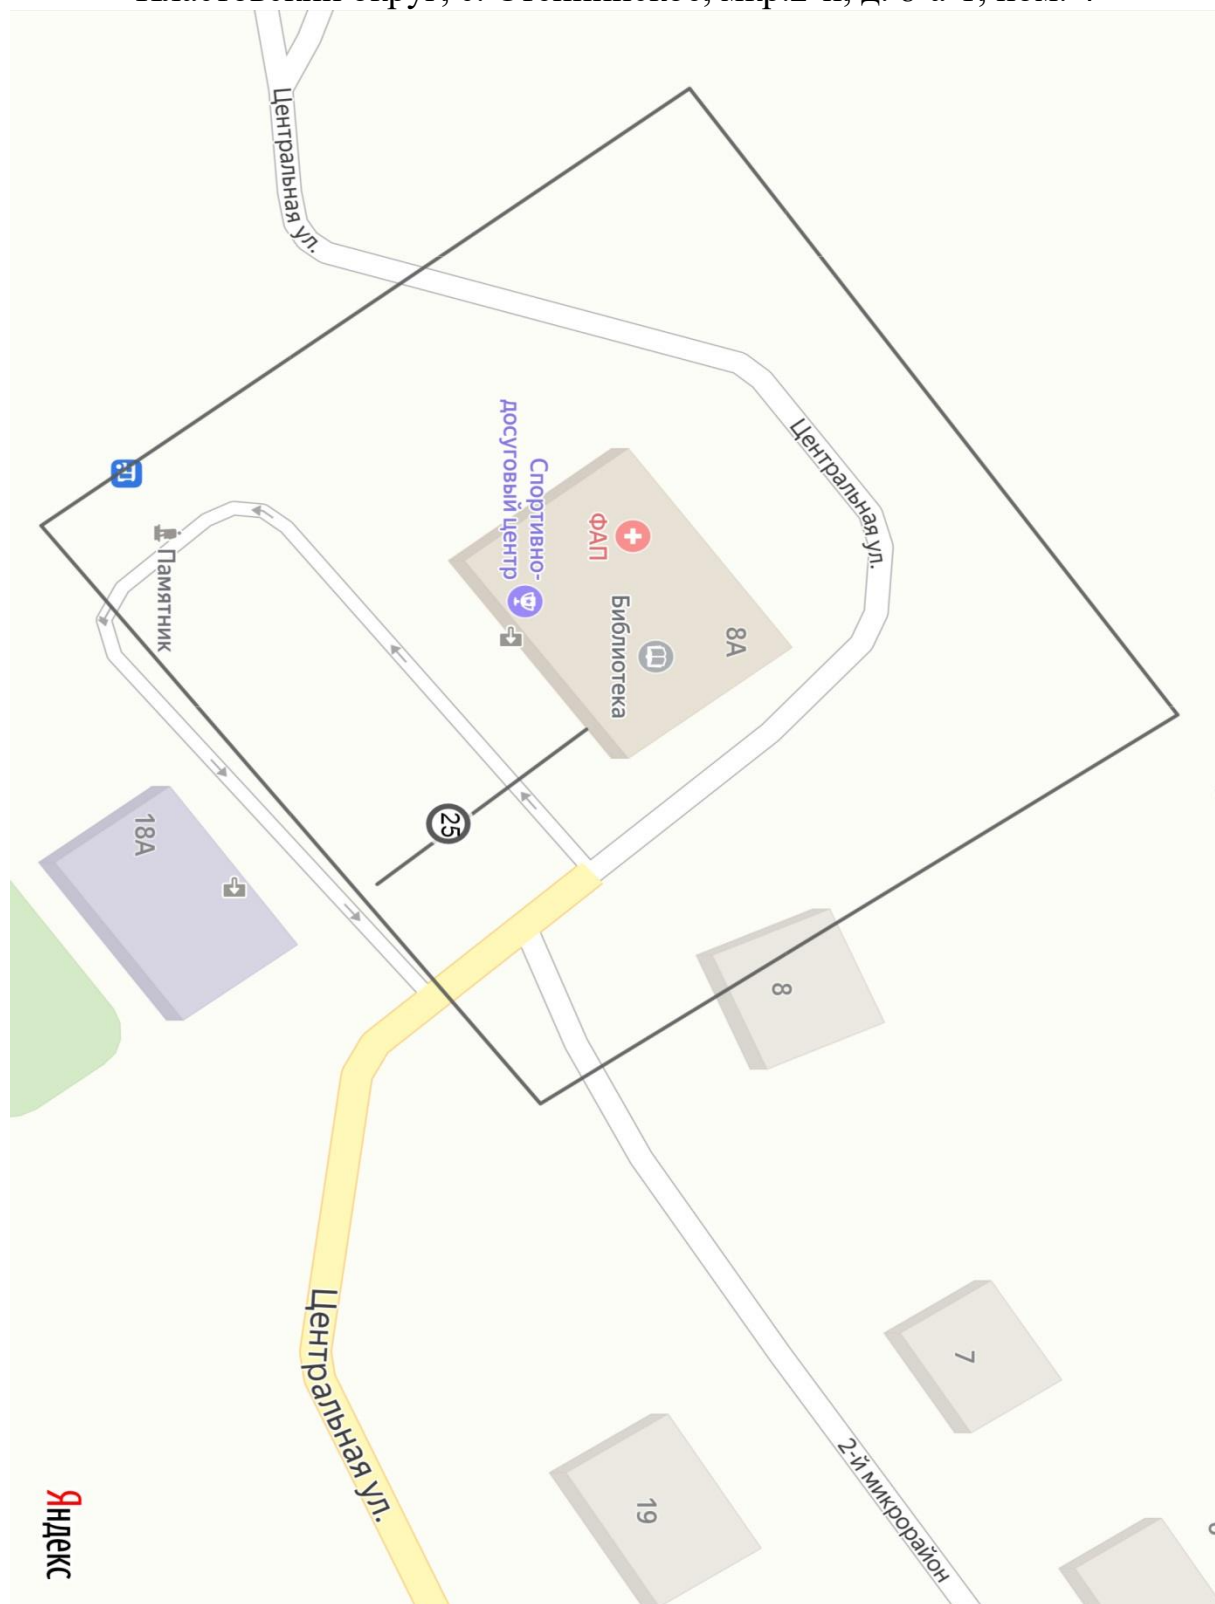 Центральная ул.
Центральная ул.
Спортивно-
досуговый центр
ФАП
Библиотека
8А
Памятник
25
18А
8
7
Центральная ул.
19
2-й микрорайон
Яндекс